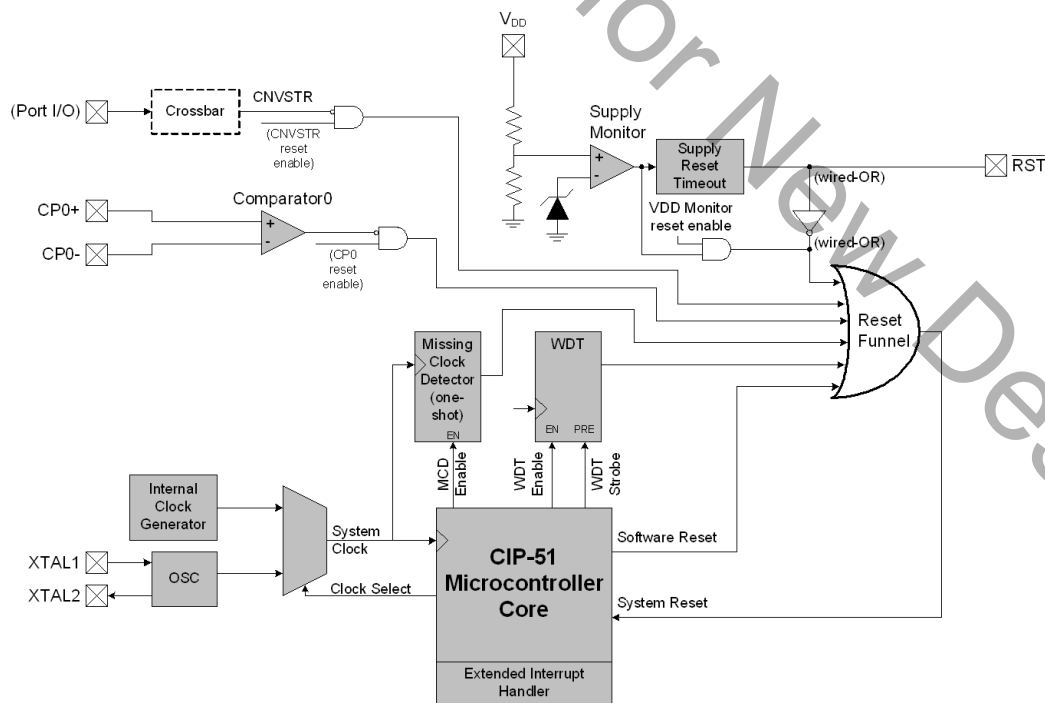 V_DD
(Port I/O)
Crossbar
CNVSTR
(CNVSTR
reset
enable)
Supply
Monitor
+
-
Supply
Reset
Timeout
(wired-OR)
RST
CP0+
CP0-
Comparator0
+
-
(CP0
reset
enable)
VDD Monitor
reset enable
(wired-OR)
Reset
Funnel
Missing
Clock
Detector
(one-
shot)
EN
WDT
EN PRE
MCD
Enable
WDT
Enable
WDT
Strobe
Internal
Clock
Generator
System
Clock
XTAL1
XTAL2
OSC
Clock Select
CIP-51
Microcontroller
Core
Software Reset
System Reset
Extended Interrupt
Handler
for New